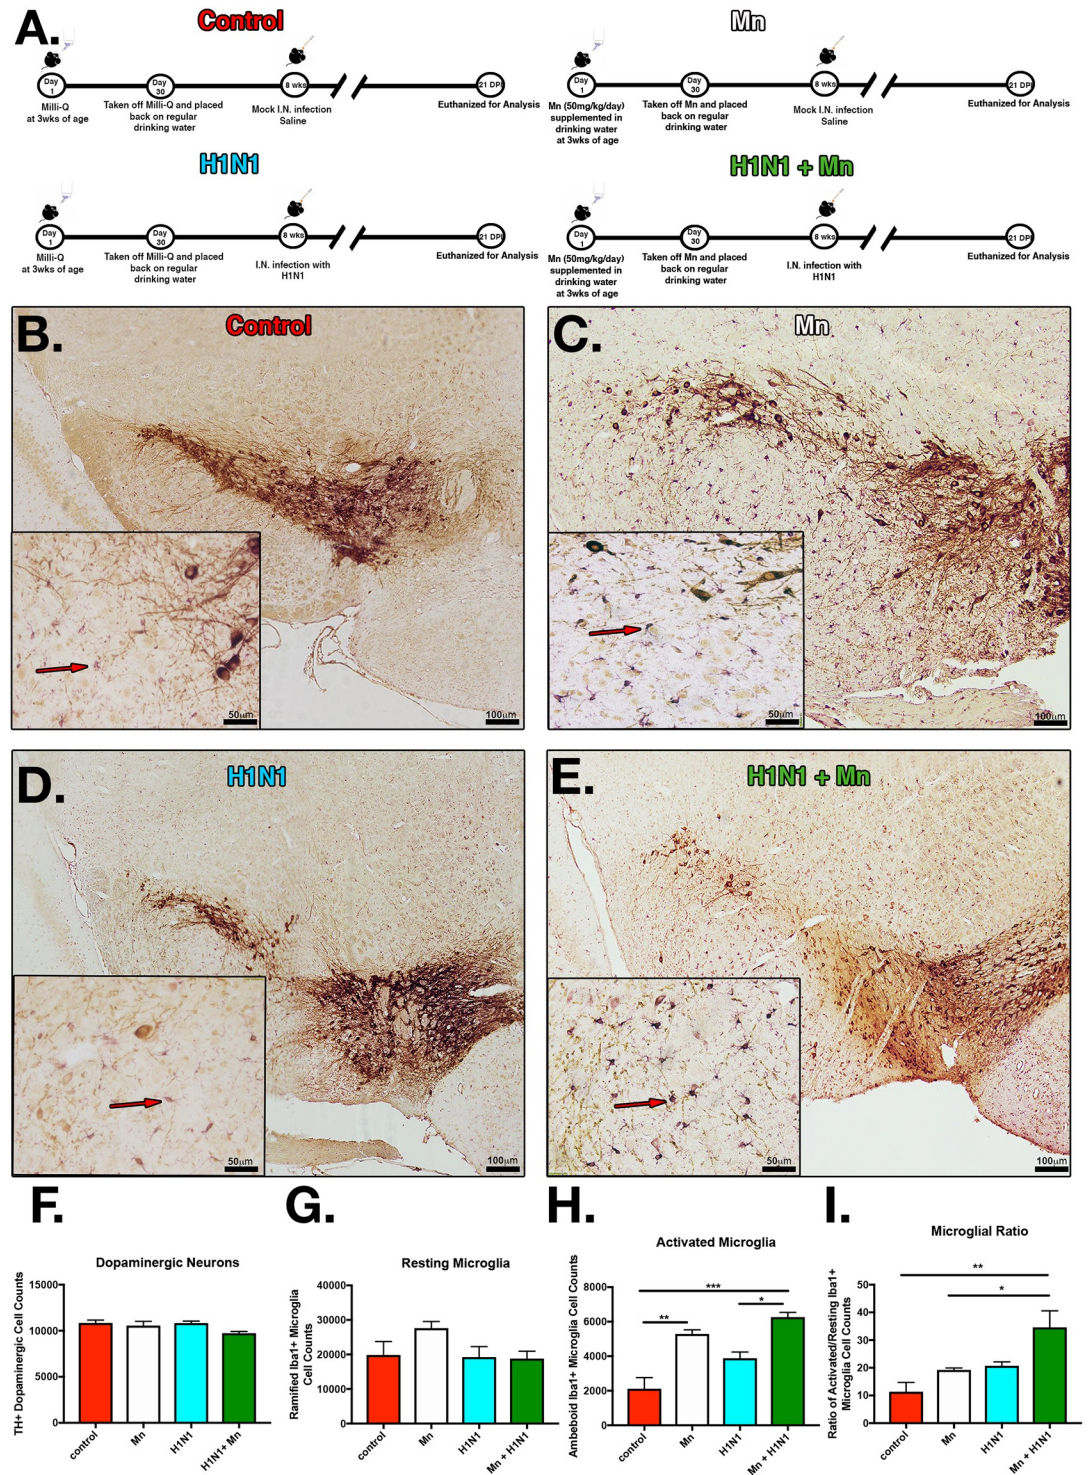 A.
Control
Day
1
Day
30
8 wks
21 DPI
Milli-Q
at 3wks of age
Taken off Milli-Q and placed
back on regular
drinking water
Mock I.N. infection
Saline
Euthanized for Analysis
Mn
Day
1
Day
30
8 wks
21 DPI
Mn (50mg/kg/day)
supplemented in
drinking water
at 3wks of age
Taken off Mn and placed
back on regular
drinking water
Mock I.N. infection
Saline
Euthanized for Analysis
H1N1
Day
1
Day
30
8 wks
21 DPI
Milli-Q
at 3wks of age
Taken off Milli-Q and placed
back on regular
drinking water
I.N. infection with
H1N1
Euthanized for Analysis
H1N1 + Mn
Day
1
Day
30
8 wks
21 DPI
Mn (50mg/kg/day)
supplemented in
drinking water
at 3wks of age
Taken off Mn and placed
back on regular
drinking water
I.N. infection with
H1N1
Euthanized for Analysis
B.
Control
50µm
100µm
C.
Mn
50µm
100µm
D.
H1N1
50µm
100µm
E.
H1N1 + Mn
50µm
100µm
F.
Dopaminergic Neurons
TH+ Dopaminergic Cell Counts
15000
10000
5000
0
control
Mn
H1N1
H1N1+ Mn
G.
Resting Microglia
Ramified Iba1+ Microglia
Cell Counts
40000
30000
20000
10000
0
control
Mn
H1N1
Mn + H1N1
H.
Activated Microglia
Ambeboid Iba1+ Microglia Cell Counts
8000
6000
4000
2000
0
***
*
**
control
Mn
H1N1
Mn + H1N1
I.
Microglial Ratio
Ratio of Activated/Resting Iba1+
Microglia Cell Counts
50
40
30
20
10
0
**
*
control
Mn
H1N1
Mn + H1N1